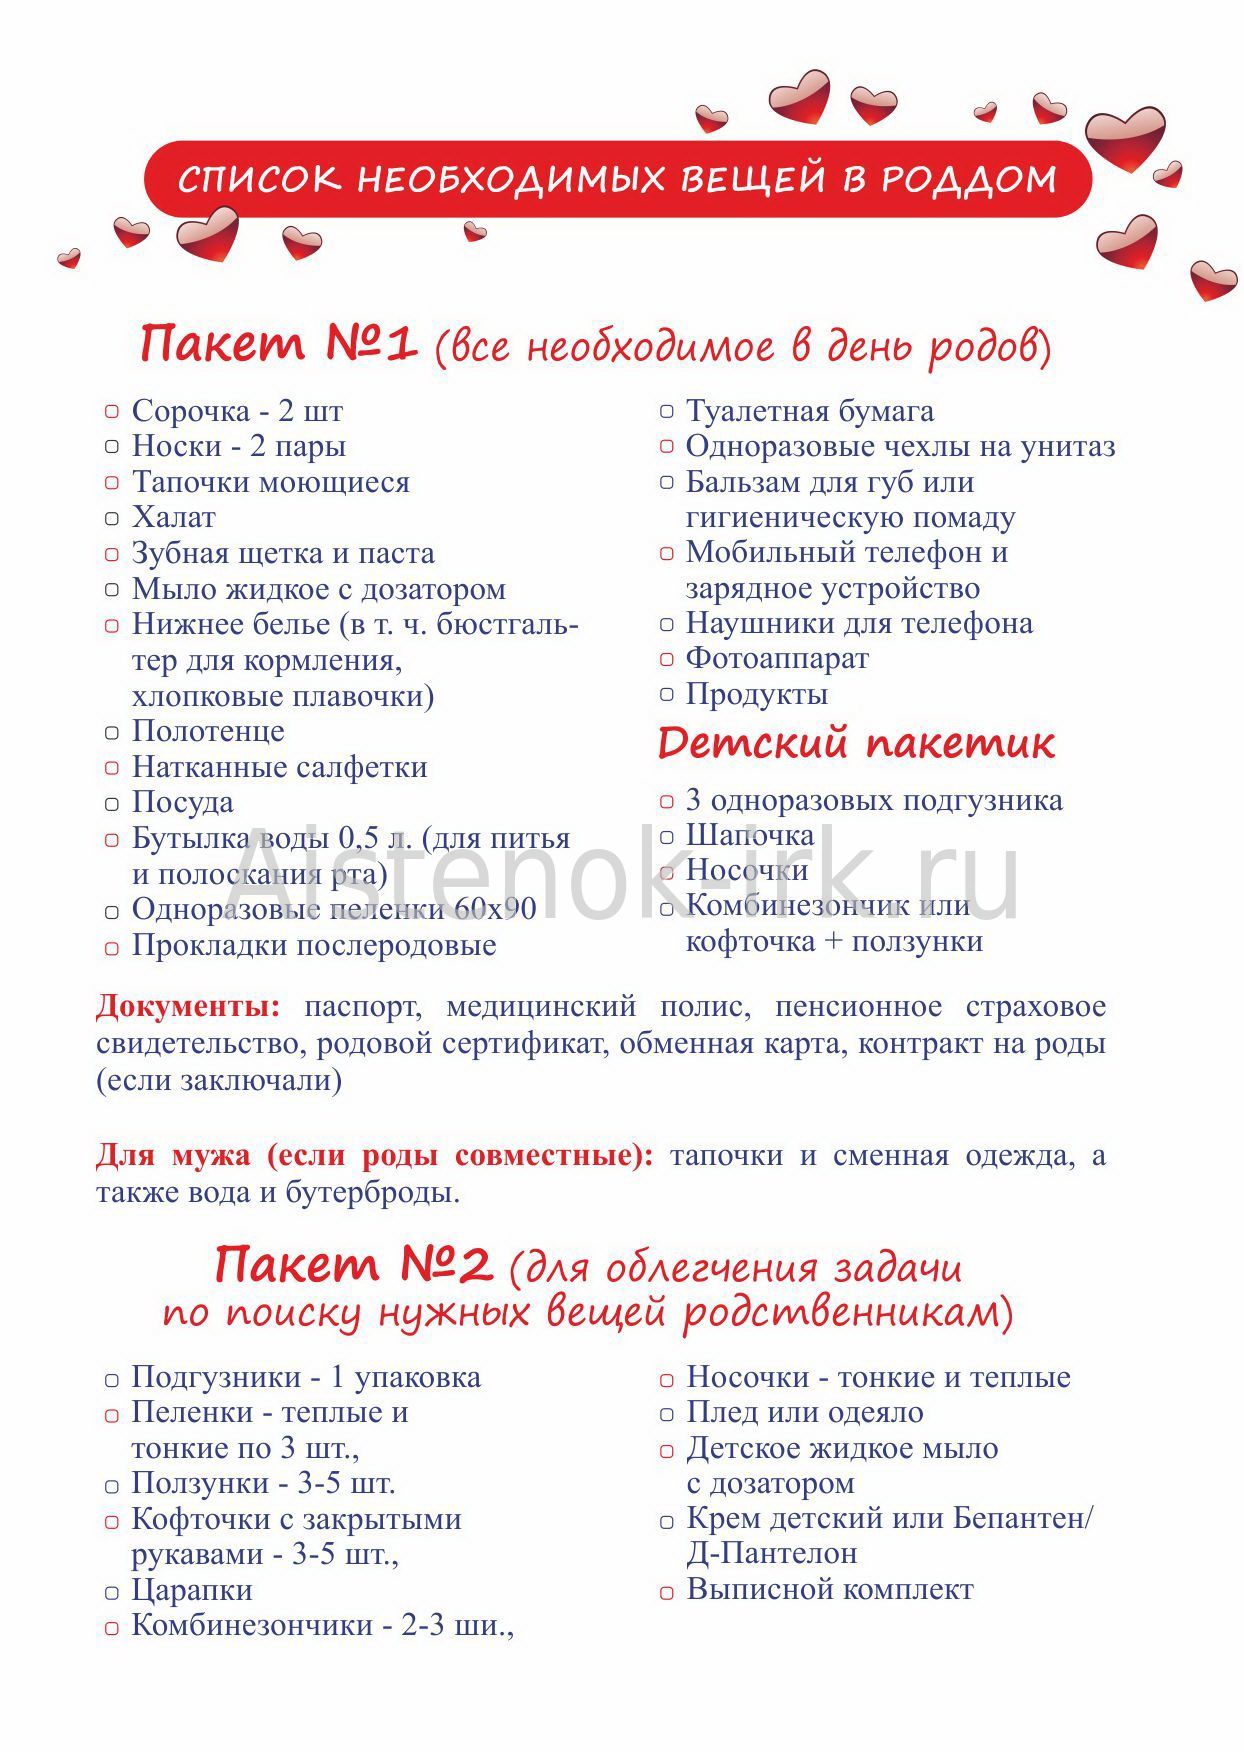 СПИСОК НЕОБХОДИМЫХ ВЕЩЕЙ В РОДДОМ
Пакет №1 (все необходимое в день родов)
Сорочка - 2 шт
Носки - 2 пары
Тапочки моющиеся
Халат
Зубная щетка и паста
Мыло жидкое с дозатором
Нижнее белье (в т. ч. бюстгаль-
тер для кормления,
хлопковые плавочки)
Полотенце
Натканные салфетки
Посуда
Бутылка воды 0,5 л. (для питья
и полоскания рта)
Одноразовые пеленки 60х90
Прокладки послеродовые
Туалетная бумага
Одноразовые чехлы на унитаз
Бальзам для губ или
гигиеническую помаду
Мобильный телефон и
зарядное устройство
Наушники для телефона
Фотоаппарат
Продукты
Детский пакетик
3 одноразовых подгузника
Шапочка
Носочки
Комбинезончик или
кофточка + ползунки
Aistenok-irk.ru
Документы: паспорт, медицинский полис, пенсионное страховое
свидетельство, родовой сертификат, обменная карта, контракт на роды
(если заключали)
Для мужа (если роды совместные): тапочки и сменная одежда, а
также вода и бутерброды.
Пакет №2 (для облегчения задачи
по поиску нужных вещей родственникам)
Подгузники - 1 упаковка
Пеленки - теплые и
тонкие по 3 шт.,
Ползунки - 3-5 шт.
Кофточки с закрытыми
рукавами - 3-5 шт.,
Царапки
Комбинезончики - 2-3 ши.,
Носочки - тонкие и теплые
Плед или одеяло
Детское жидкое мыло
с дозатором
Крем детский или Бепантен/
Д-Пантелон
Выписной комплект